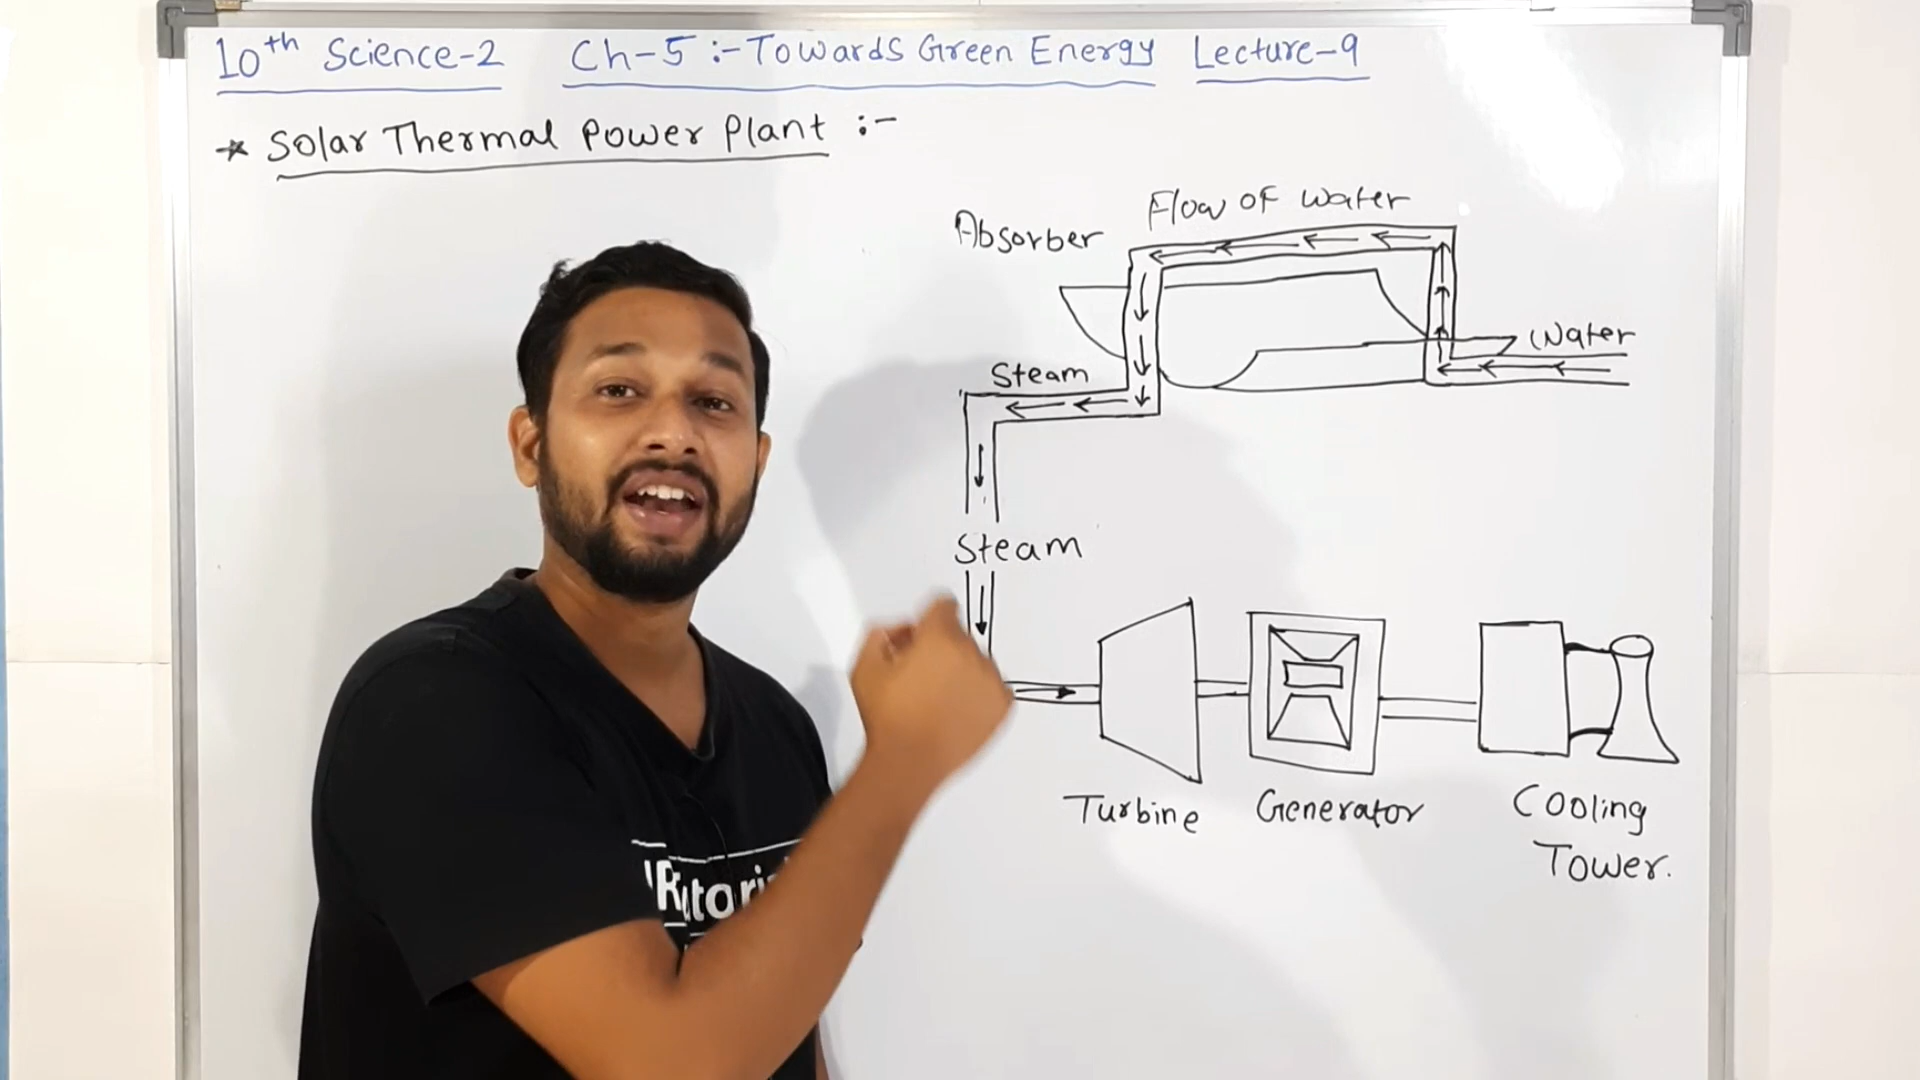 10th Science-2 Ch-5 :- Towards Green Energy Lecture-9
* Solar Thermal Power Plant :-
Flow of Water
Absorber
Water
Steam
Steam
Turbine Generator Cooling
Tower.